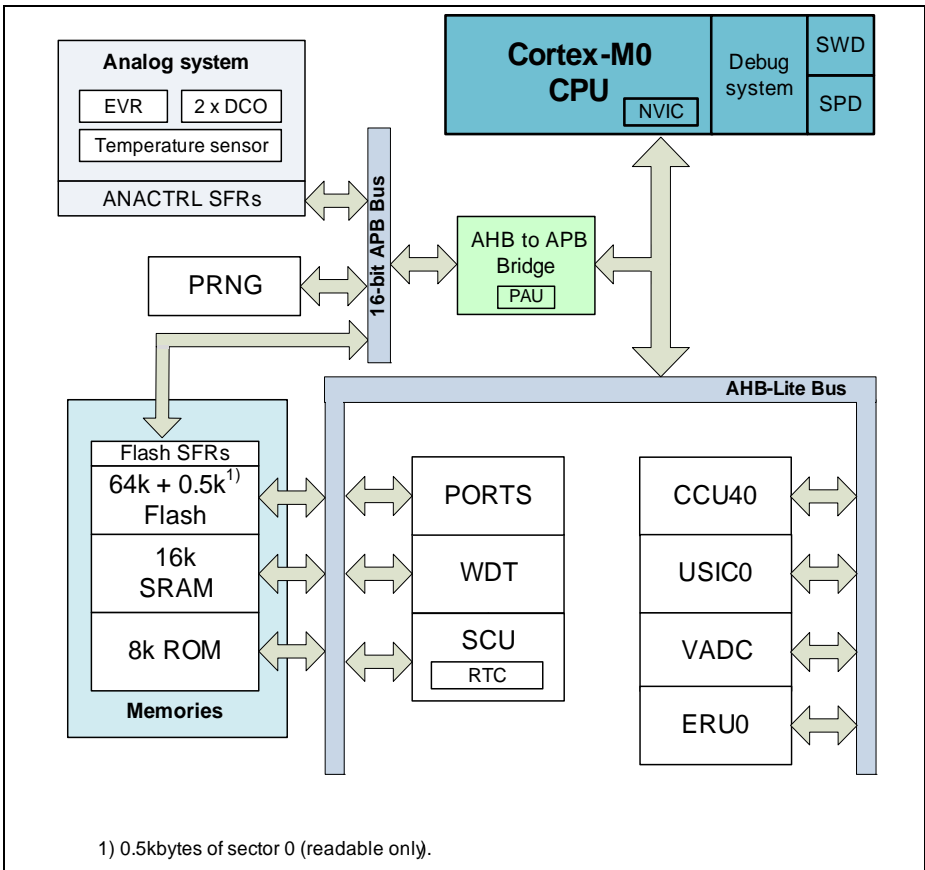 Analog system
EVR
2 x DCO
Temperature sensor
ANACTRL SFRs
Cortex-M0
CPU
NVIC
Debug
system
SWD
SPD
16-bit APB Bus
AHB to APB
Bridge
PAU
PRNG
AHB-Lite Bus
Flash SFRs
64k + 0.5k1)
Flash
16k
SRAM
8k ROM
Memories
PORTS
WDT
SCU
RTC
CCU40
USIC0
VADC
ERU0
1) 0.5kbytes of sector 0 (readable only).